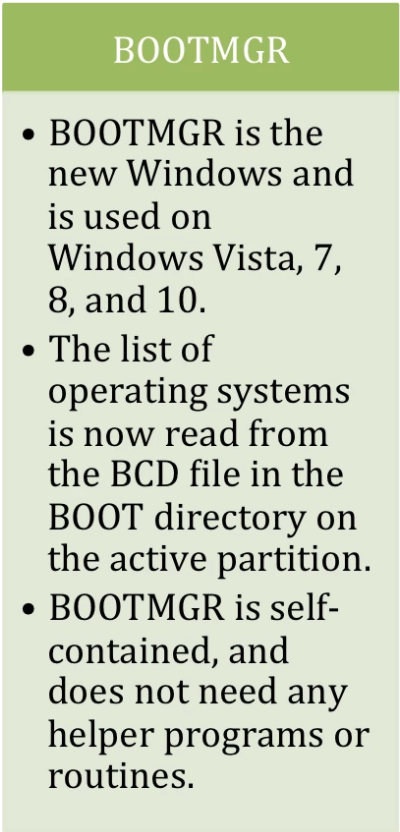 BOOTMGR
• BOOTMGR is the
new Windows and
is used on
Windows Vista, 7,
8, and 10.
• The list of
operating systems
is now read from
the BCD file in the
BOOT directory on
the active partition.
• BOOTMGR is self-
contained, and
does not need any
helper programs or
routines.